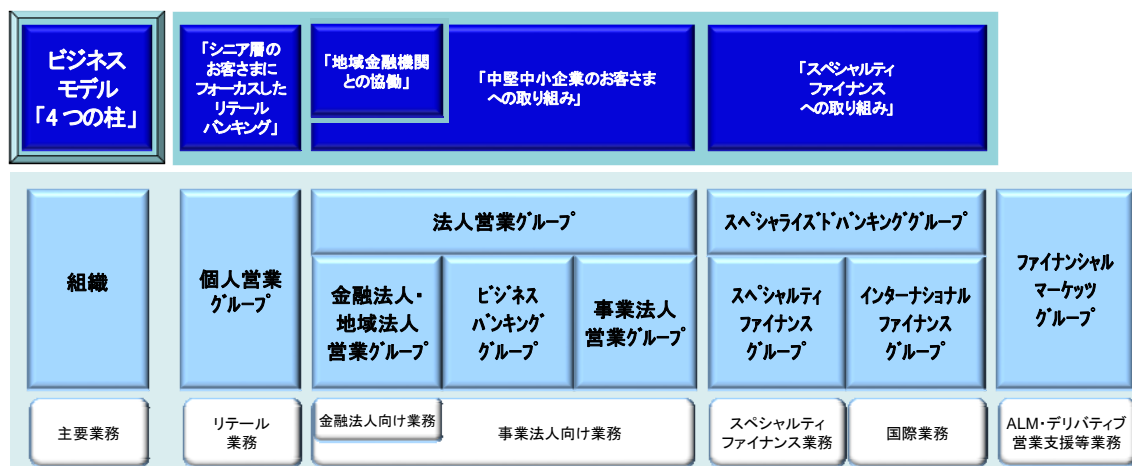 ビジネス
モデル
「4つの柱」
「シニア層の
お客さまに
フォーカスした
リテール
バンキング」
「地域金融機関
との協働」
「中堅中小企業のお客さま
への取り組み」
「スペシャルティ
ファイナンス
への取り組み」
組織
個人営業
グループ
法人営業グループ
金融法人・
地域法人
営業グループ
ビジネス
バンキング
グループ
事業法人
営業グループ
スペシャライズドバンキンググループ
スペシャルティ
ファイナンス
グループ
インターナショナル
ファイナンス
グループ
ファイナンシャル
マーケッツ
グループ
主要業務
リテール
業務
金融法人向け業務
事業法人向け業務
スペシャルティ
ファイナンス業務
国際業務
ALM・デリバティブ
営業支援等業務